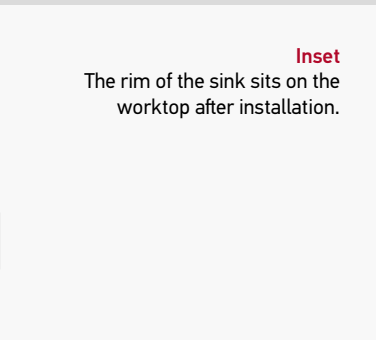 Inset
The rim of the sink sits on the
worktop after installation.